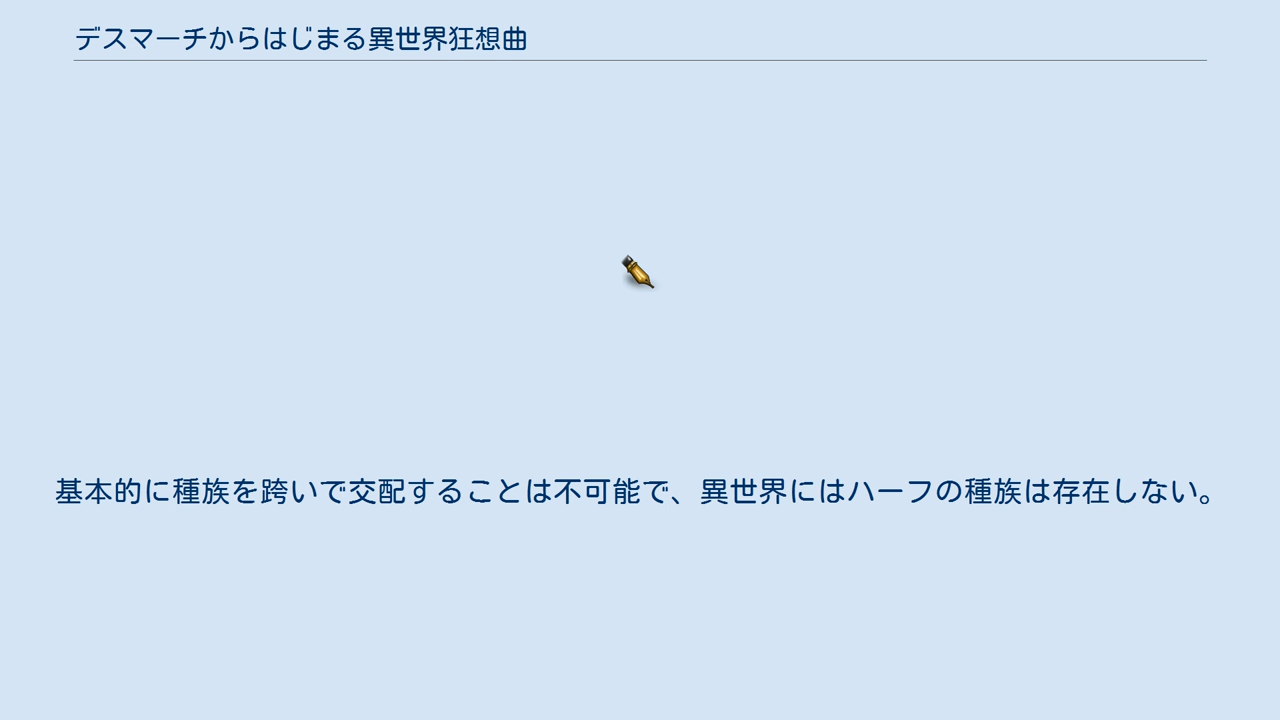 デスマーチからはじまる異世界狂想曲
基本的に種族を跨いで交配することは不可能で、異世界にはハーフの種族は存在しない。